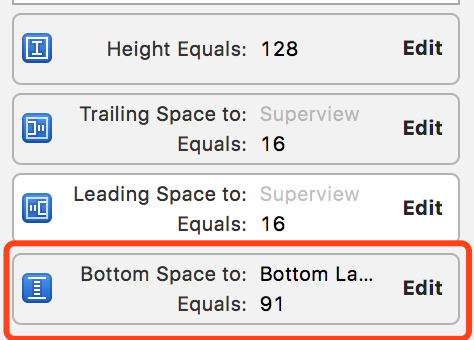 Height Equals: 128 Edit
Trailing Space to: Superview
Equals: 16 Edit
Leading Space to: Superview
Equals: 16 Edit
Bottom Space to: Bottom La...
Equals: 91 Edit